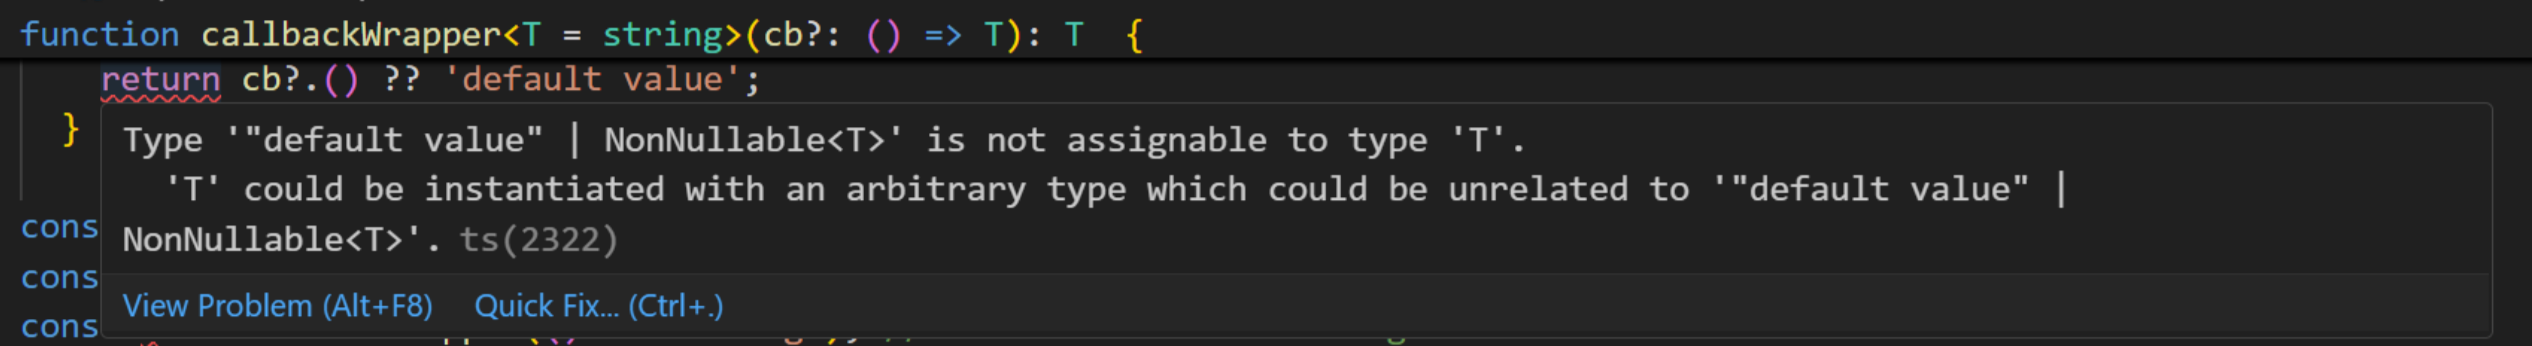 function callbackWrapper<T = string>(cb?: () => T): T {
return cb?.() ?? 'default value';
}
Type '"default value" | NonNullable<T>' is not assignable to type 'T'.
'T' could be instantiated with an arbitrary type which could be unrelated to '"default value" |
NonNullable<T>'. ts(2322)
cons
cons
View Problem (Alt+F8) Quick Fix... (Ctrl+.)
cons